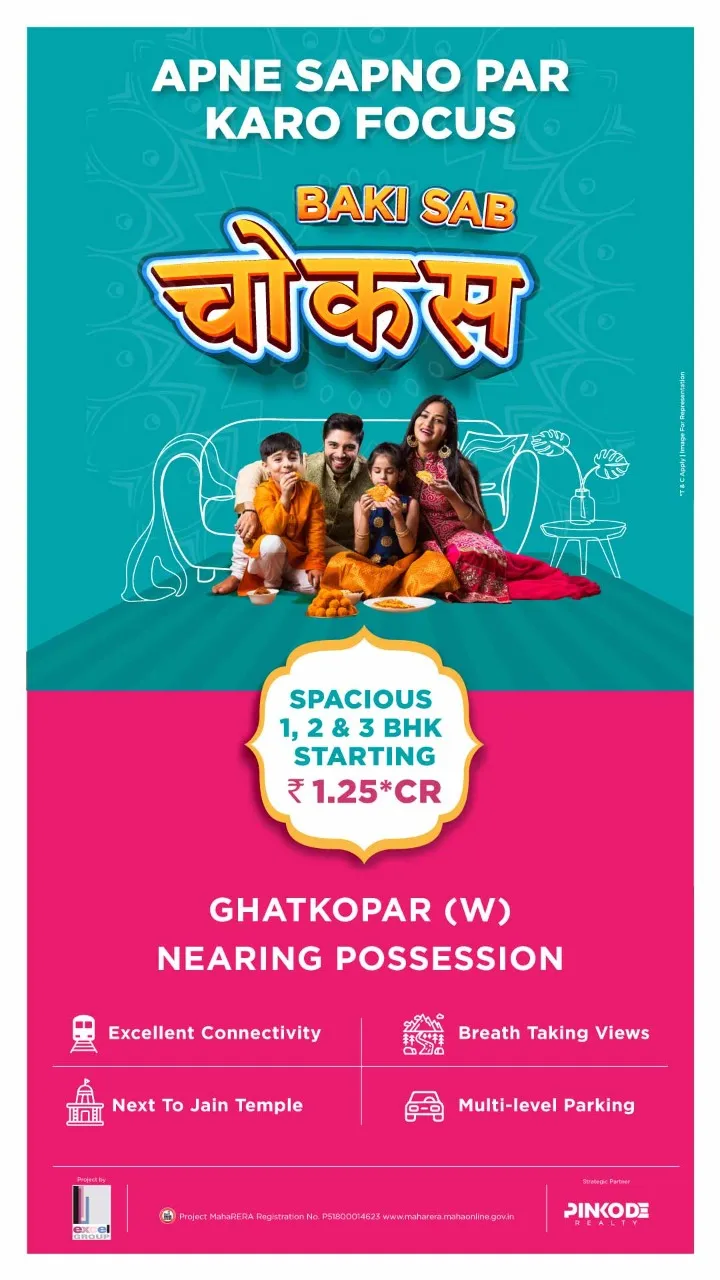 APNE SAPNO PAR
KARO FOCUS
BAKI SAB
चोकस
*T & C Apply | Image For Representation
SPACIOUS
1, 2 & 3 BHK
STARTING
₹ 1.25*CR
GHATKOPAR (W)
NEARING POSSESSION
Excellent Connectivity
Breath Taking Views
Next To Jain Temple
Multi-level Parking
Project by
excel
GROUP
Project MahaRERA Registration No. P51800014623 www.maharera.mahaonline.gov.in
Strategic Partner
PINKODE
REALTY